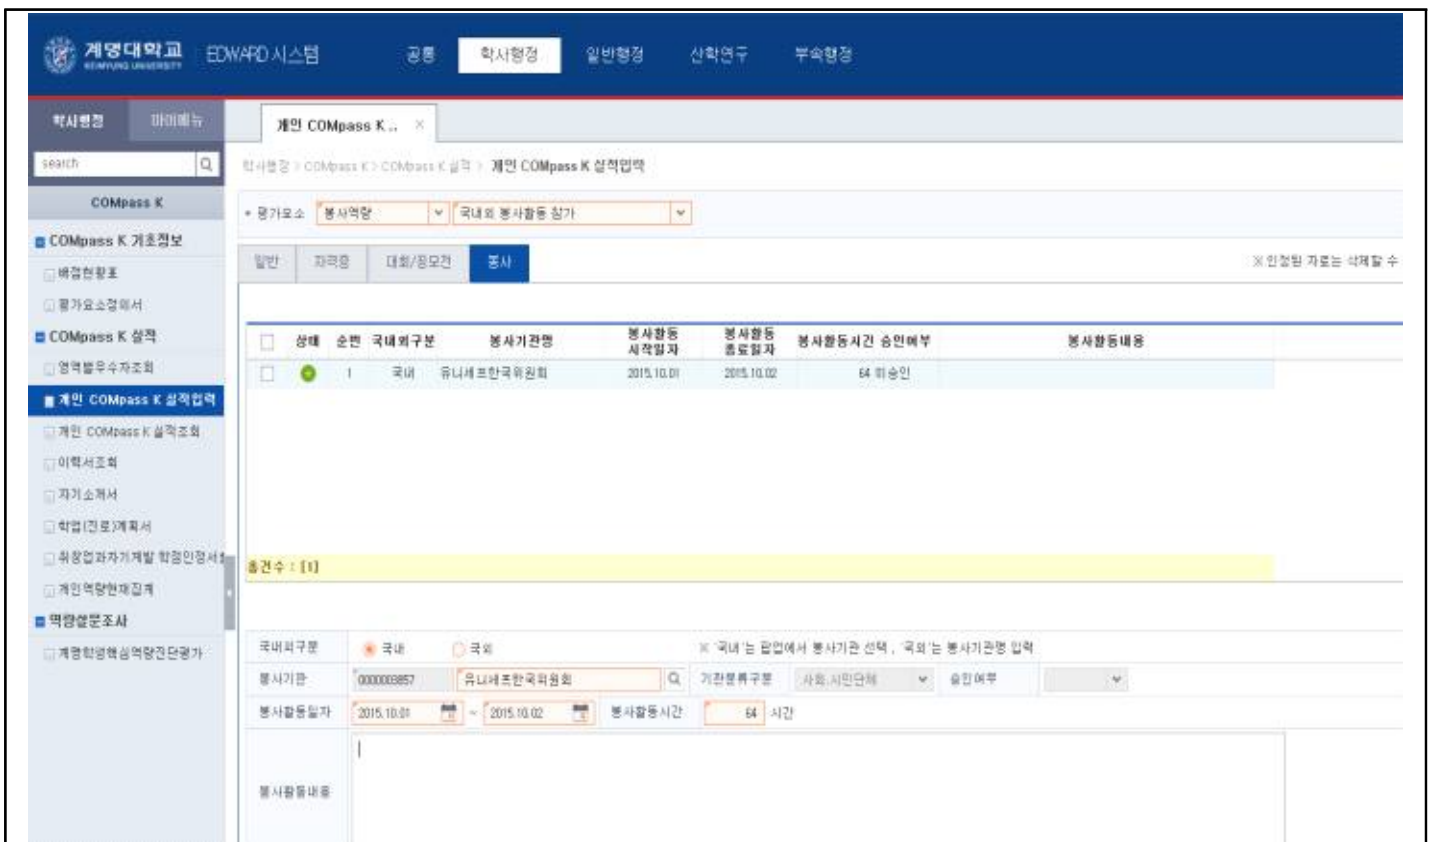 계명대학교 EDWARD 시스템 공통 학사행정 일반행정 산학연구 부속행정
KEIMYUNG UNIVERSITY
학사행정 마이메뉴 개인 COMpass K .. ×
search
학사행정 > COMpass K > COMpass K 실적 > 개인 COMpass K 실적입력
COMpass K
• 평가요소 봉사역량 국내외 봉사활동 참가
COMpass K 기초정보
배점현황표
평가요소정의서
COMpass K 실적
영역별우수자조회
개인 COMpass K 실적입력
개인 COMpass K 실적조회
이력서조회
자기소개서
학업(진로)계획서
취창업과자기계발 학점인정서
개인역량현재집계
역량설문조사
계명학생핵심역량진단평가
일반 자격증 대회/공모전 봉사 ※ 인정된 자료는 삭제할 수
상태 순번 국내외구분 봉사기관명 봉사활동 시작일자 봉사활동 종료일자 봉사활동시간 승인여부 봉사활동내용
1 국내 유니세프한국위원회 2015.10.01 2015.10.02 64 미승인
총건수 : [1]
국내외구분 국내 국외 ※ '국내'는 팝업에서 봉사기관 선택 , '국외'는 봉사기관명 입력
봉사기관 0000003857 유니세프한국위원회 기관분류구분 사회.시민단체 승인여부
봉사활동일자 2015.10.01 ~ 2015.10.02 봉사활동시간 64 시간
봉사활동내용